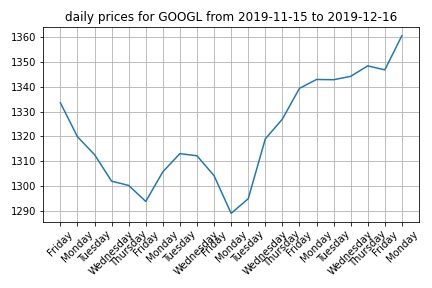 daily prices for GOOGL from 2019-11-15 to 2019-12-16
1360
1350
1340
1330
1320
1310
1300
1290
Friday
Monday
Tuesday
Wednesday
Thursday
Friday
Monday
Tuesday
Wednesday
Friday
Monday
Tuesday
Wednesday
Thursday
Friday
Monday
Tuesday
Wednesday
Thursday
Friday
Monday